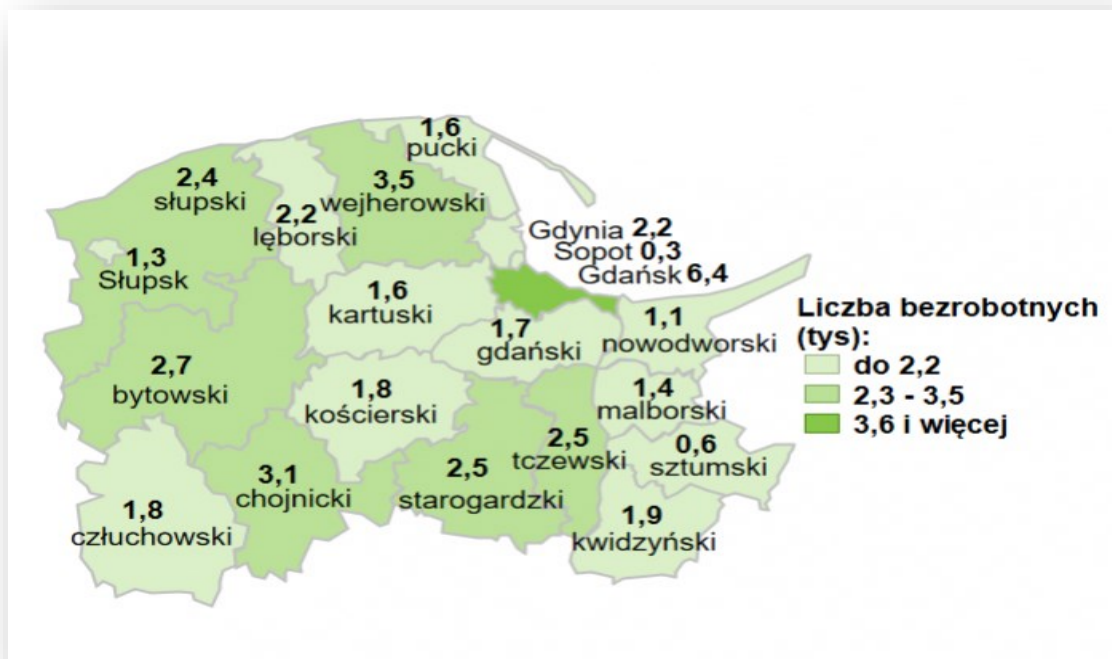 1,6
pucki
2,4
słupski
3,5
wejherowski
2,2
lęborski
Gdynia 2,2
Sopot 0,3
Gdańsk 6,4
1,3
Słupsk
1,6
kartuski
1,7
gdański
1,1
nowodworski
2,7
bytowski
1,8
kościerski
1,4
malborski
2,5
tczewski
0,6
sztumski
3,1
chojnicki
2,5
starogardzki
1,8
człuchowski
1,9
kwidzyński
Liczba bezrobotnych
(tys):
do 2,2
2,3 - 3,5
3,6 i więcej